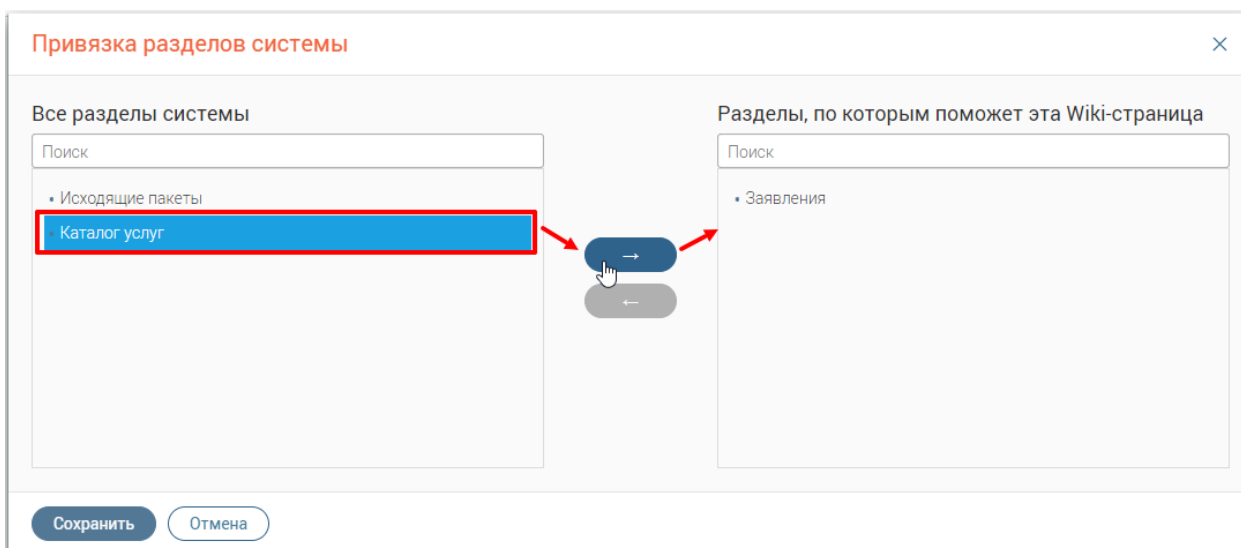 Привязка разделов системы
Все разделы системы
Поиск
• Исходящие пакеты
• Каталог услуг
→
←
Разделы, по которым поможет эта Wiki-страница
Поиск
• Заявления
Сохранить
Отмена